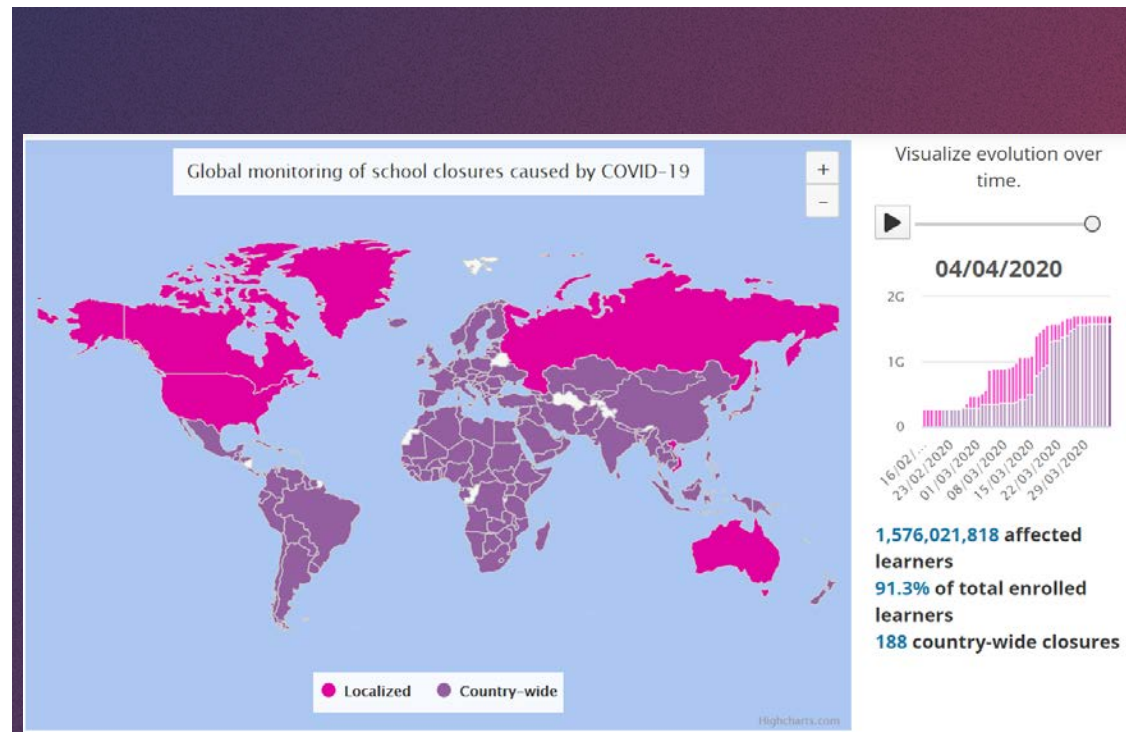 Global monitoring of school closures caused by COVID-19
+
−
Localized
Country-wide
Highcharts.com
Visualize evolution over
time.
04/04/2020
2G
1G
0
16/02/...
23/02/2020
01/03/2020
08/03/2020
15/03/2020
22/03/2020
29/03/2020
1,576,021,818 affected
learners
91.3% of total enrolled
learners
188 country-wide closures